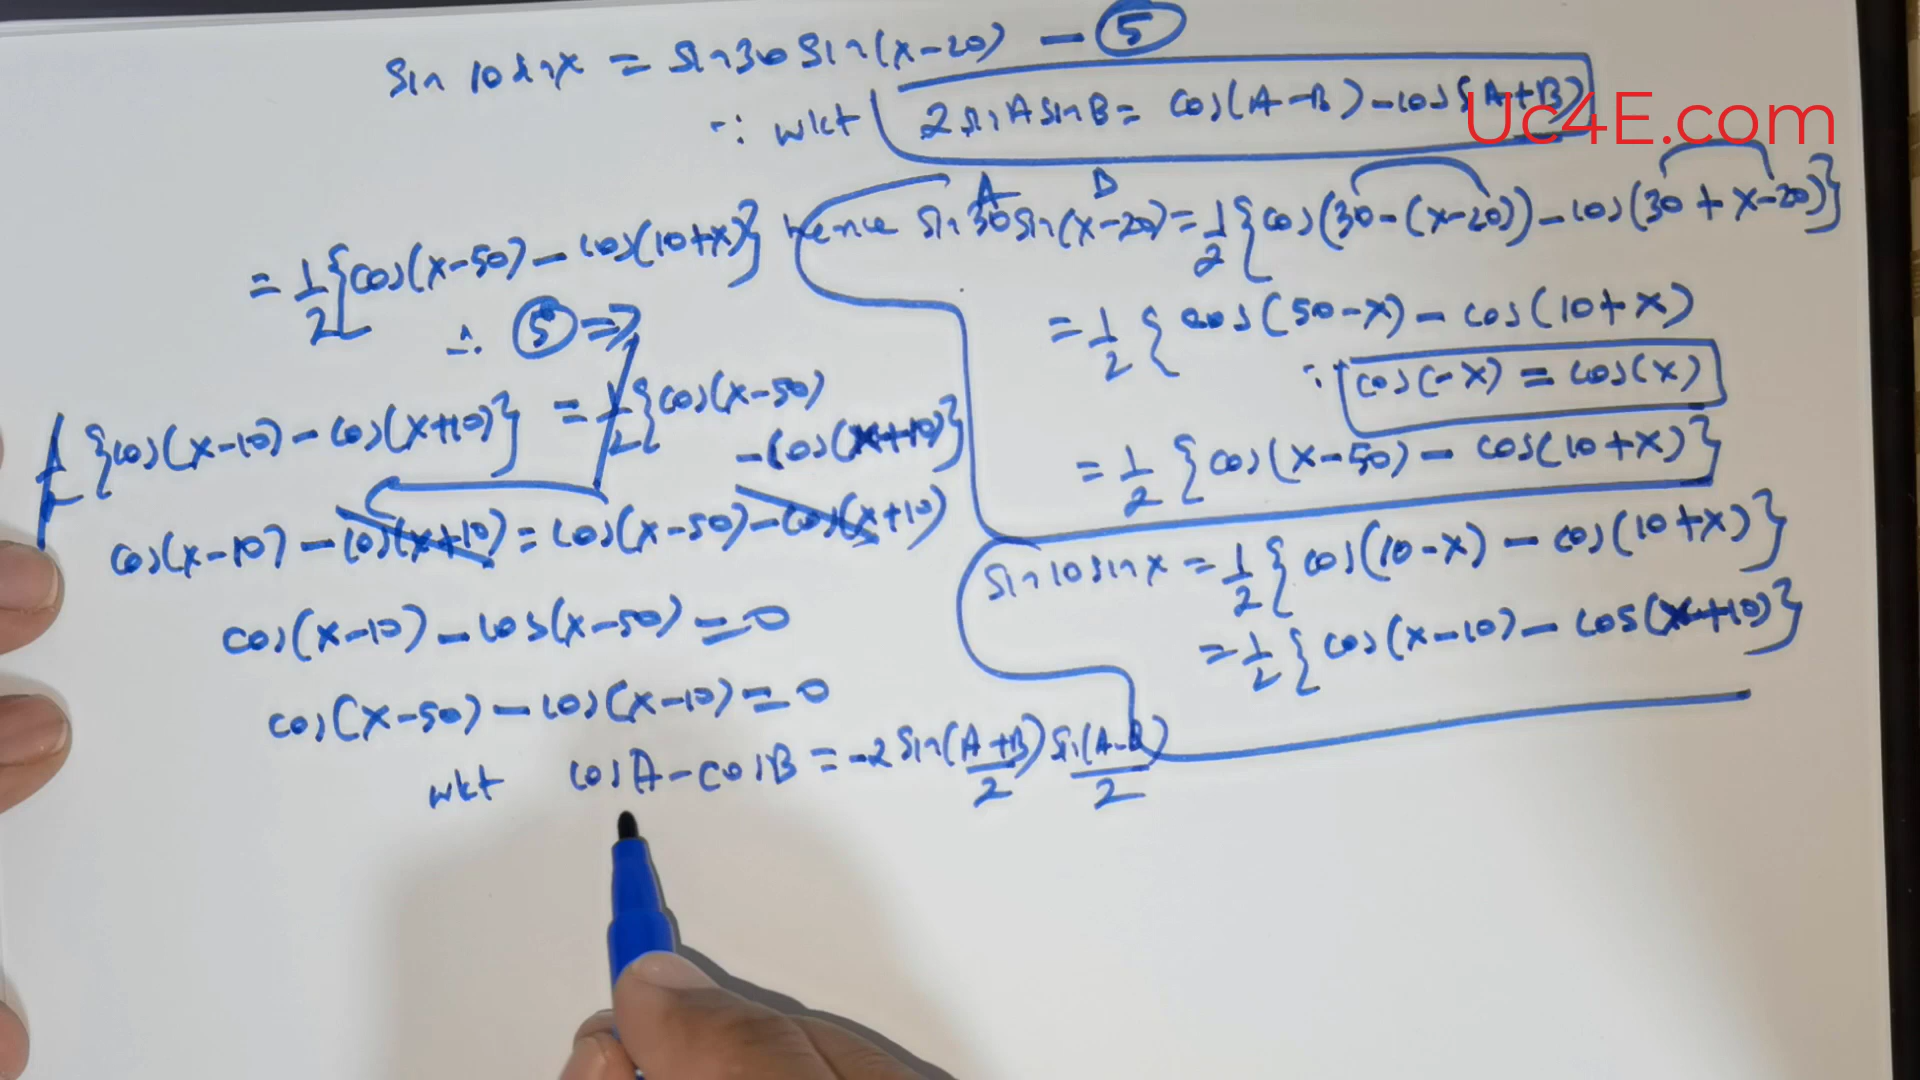 sin 10 sin x = sin 30 sin (x-20) — ⑤
∵ wkt 2 sin A sin B = cos(A-B) - cos(A+B)
Uc4E.com
A B
hence sin 30 sin (x-20) = 1/2 {cos(30-(x-20)) - cos(30 + x-20)}
= 1/2 {cos(x-50) - cos(10+x)}
= 1/2 { cos(50-x) - cos(10+x)
∵ cos(-x) = cos(x)
= 1/2 {cos(x-50) - cos(10+x)}
∴ ⑤ =>
{cos(x-10) - cos(x+10)} = 1/2 {cos(x-50)
- cos(x+10)}
cos(x-10) - cos(x+10) = cos(x-50) - cos(x+10)
sin 10 sin x = 1/2 { cos(10-x) - cos(10+x)}
= 1/2 { cos(x-10) - cos(x+10)}
cos(x-10) - cos(x-50) = 0
cos(x-50) - cos(x-10) = 0
wkt cos A - cos B = -2 sin (A+B)/2 sin (A-B)/2